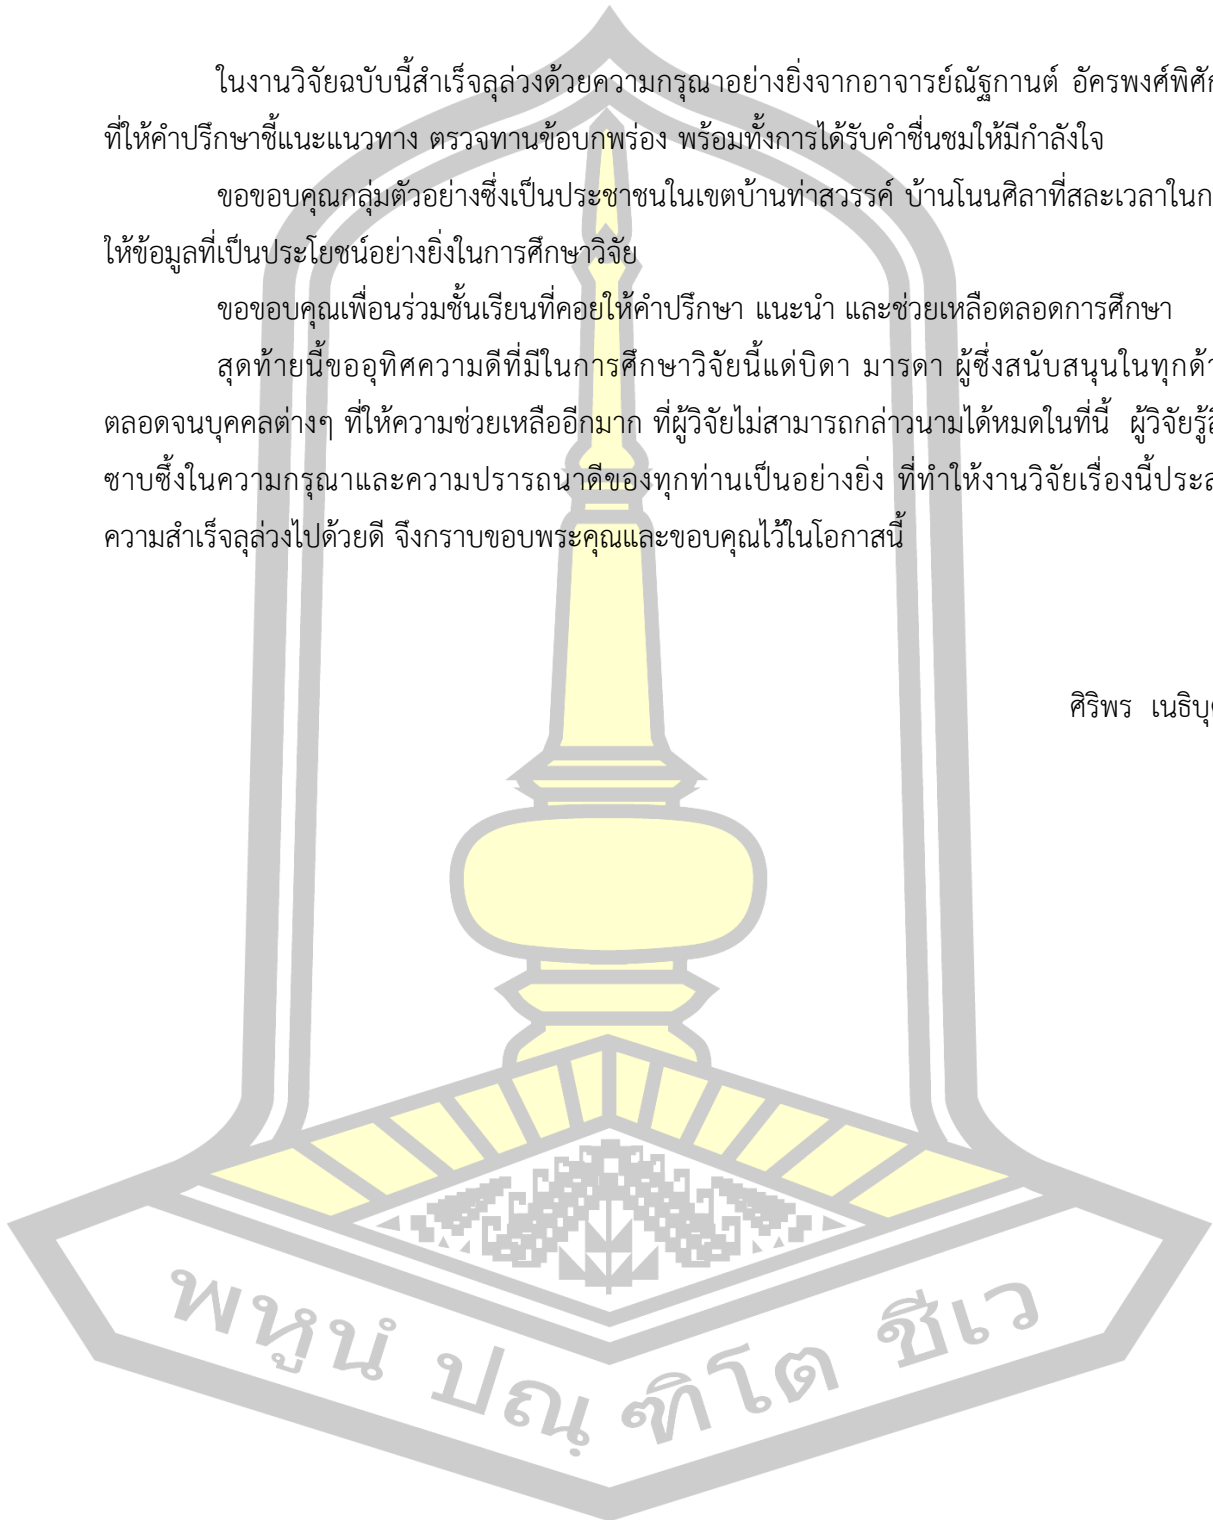 ในงานวิจัยฉบับนี้สำเร็จลุล่วงด้วยความกรุณาอย่างยิ่งจากอาจารย์ณัฐกานต์ อัครพงศ์พิศัก
ที่ให้คำปรึกษาชี้แนะแนวทาง ตรวจทานข้อบกพร่อง พร้อมทั้งการได้รับคำชื่นชมให้มีกำลังใจ
ขอขอบคุณกลุ่มตัวอย่างซึ่งเป็นประชาชนในเขตบ้านท่าสวรรค์ บ้านโนนศิลาที่สละเวลาในก
ให้ข้อมูลที่เป็นประโยชน์อย่างยิ่งในการศึกษาวิจัย
ขอขอบคุณเพื่อนร่วมชั้นเรียนที่คอยให้คำปรึกษา แนะนำ และช่วยเหลือตลอดการศึกษา
สุดท้ายนี้ขออุทิศความดีที่มีในการศึกษาวิจัยนี้แด่บิดา มารดา ผู้ซึ่งสนับสนุนในทุกด้า
ตลอดจนบุคคลต่างๆ ที่ให้ความช่วยเหลืออีกมาก ที่ผู้วิจัยไม่สามารถกล่าวนามได้หมดในที่นี้ ผู้วิจัยรู้สึ
ซาบซึ้งในความกรุณาและความปรารถนาดีของทุกท่านเป็นอย่างยิ่ง ที่ทำให้งานวิจัยเรื่องนี้ประส
ความสำเร็จลุล่วงไปด้วยดี จึงกราบขอบพระคุณและขอบคุณไว้ในโอกาสนี้
ศิริพร เนธิบุต
พหูนํ ปณฺฑิโต ชีเว